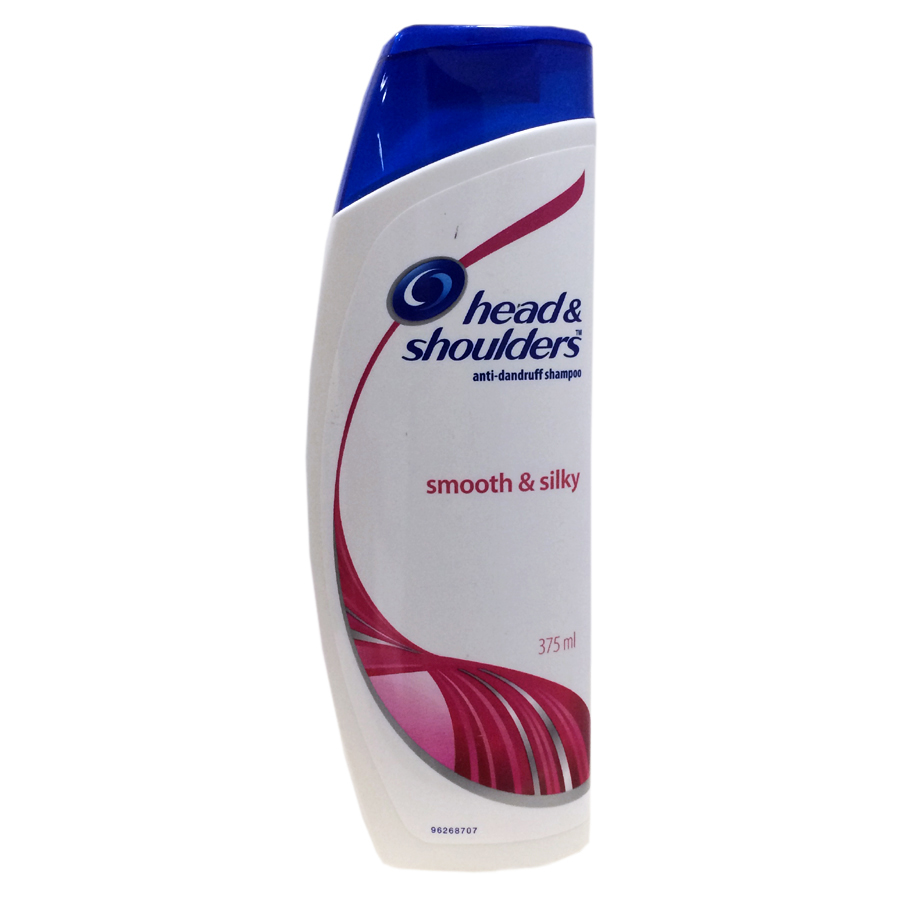 head &
shoulders™
anti-dandruff shampoo
smooth & silky
375 ml
96268707